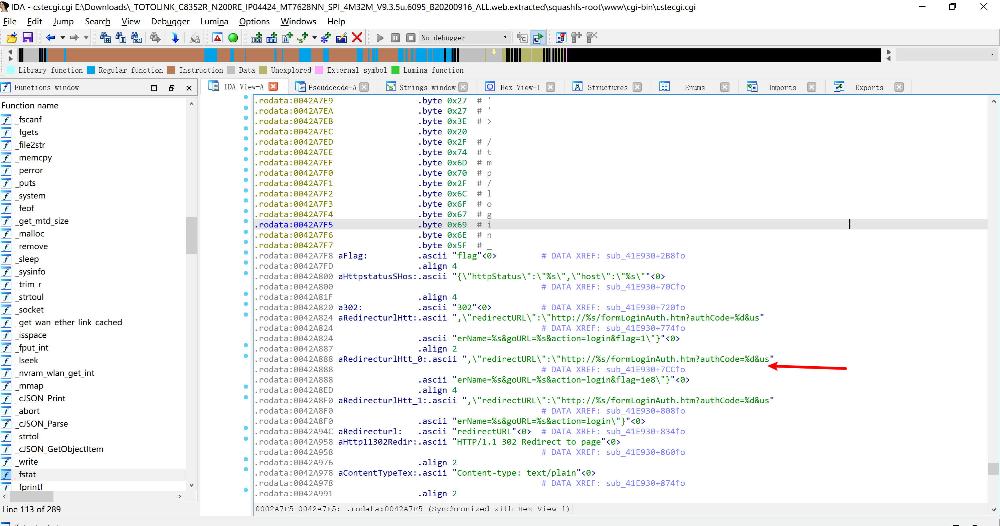 IDA - cstecgi.cgi E:\Downloads\_TOTOLINK_C8352R_N200RE_IP04424_MT7628NN_SPI_4M32M_V9.3.5u.6095_B20200916_ALL.web.extracted\squashfs-root\www\cgi-bin\cstecgi.cgi
File Edit Jump Search View Debugger Lumina Options Windows Help
No debugger
Library function Regular function Instruction Data Unexplored External symbol Lumina function
Functions window
IDA View-A Pseudocode-A Strings window Hex View-1 Structures Enums Imports Exports
Function name
_fscanf
_fgets
_file2str
_memcpy
_perror
_puts
_system
_feof
_get_mtd_size
_malloc
_remove
_sleep
_sysinfo
_trim_r
_strtoul
_socket
_get_wan_ether_link_cached
_isspace
_fput_int
_lseek
_nvram_wlan_get_int
_mmap
_cJSON_Print
_abort
_cJSON_Parse
_strtol
_cJSON_GetObjectItem
_write
_fstat
fprintf
Line 113 of 289
.rodata:0042A7E9 .byte 0x27 # '
.rodata:0042A7EA .byte 0x27 # '
.rodata:0042A7EB .byte 0x3E # >
.rodata:0042A7EC .byte 0x20
.rodata:0042A7ED .byte 0x2F # /
.rodata:0042A7EE .byte 0x74 # t
.rodata:0042A7EF .byte 0x6D # m
.rodata:0042A7F0 .byte 0x70 # p
.rodata:0042A7F1 .byte 0x2F # /
.rodata:0042A7F2 .byte 0x6C # l
.rodata:0042A7F3 .byte 0x6F # o
.rodata:0042A7F4 .byte 0x67 # g
.rodata:0042A7F5 .byte 0x69 # i
.rodata:0042A7F6 .byte 0x6E # n
.rodata:0042A7F7 .byte 0x5F # _
.rodata:0042A7F8 aFlag: .ascii "flag"<0> # DATA XREF: sub_41E930+2B8↑o
.rodata:0042A7FD .align 4
.rodata:0042A800 aHttpstatusSHos:.ascii "{\"httpStatus\":\"%s\",\"host\":\"%s\""<0>
.rodata:0042A800 # DATA XREF: sub_41E930+70C↑o
.rodata:0042A81F .align 4
.rodata:0042A820 a302: .ascii "302"<0> # DATA XREF: sub_41E930+720↑o
.rodata:0042A824 aRedirecturlHtt:.ascii ",\"redirectURL\":\"http://%s/formLoginAuth.htm?authCode=%d&us"
.rodata:0042A824 # DATA XREF: sub_41E930+774↑o
.rodata:0042A824 .ascii "erName=%s&goURL=%s&action=login&flag=1\"}"<0>
.rodata:0042A887 .align 2
.rodata:0042A888 aRedirecturlHtt_0:.ascii ",\"redirectURL\":\"http://%s/formLoginAuth.htm?authCode=%d&us"
.rodata:0042A888 # DATA XREF: sub_41E930+7CC↑o
.rodata:0042A888 .ascii "erName=%s&goURL=%s&action=login&flag=ie8\"}"<0>
.rodata:0042A8ED .align 4
.rodata:0042A8F0 aRedirecturlHtt_1:.ascii ",\"redirectURL\":\"http://%s/formLoginAuth.htm?authCode=%d&us"
.rodata:0042A8F0 # DATA XREF: sub_41E930+808↑o
.rodata:0042A8F0 .ascii "erName=%s&goURL=%s&action=login\"}"<0>
.rodata:0042A94C aRedirecturl: .ascii "redirectURL"<0> # DATA XREF: sub_41E930+834↑o
.rodata:0042A958 aHttp11302Redir:.ascii "HTTP/1.1 302 Redirect to page"<0>
.rodata:0042A958 # DATA XREF: sub_41E930+860↑o
.rodata:0042A976 .align 2
.rodata:0042A978 aContentTypeTex:.ascii "Content-type: text/plain"<0>
.rodata:0042A978 # DATA XREF: sub_41E930+874↑o
.rodata:0042A991 .align 2
0002A7F5 0042A7F5: .rodata:0042A7F5 (Synchronized with Hex View-1)